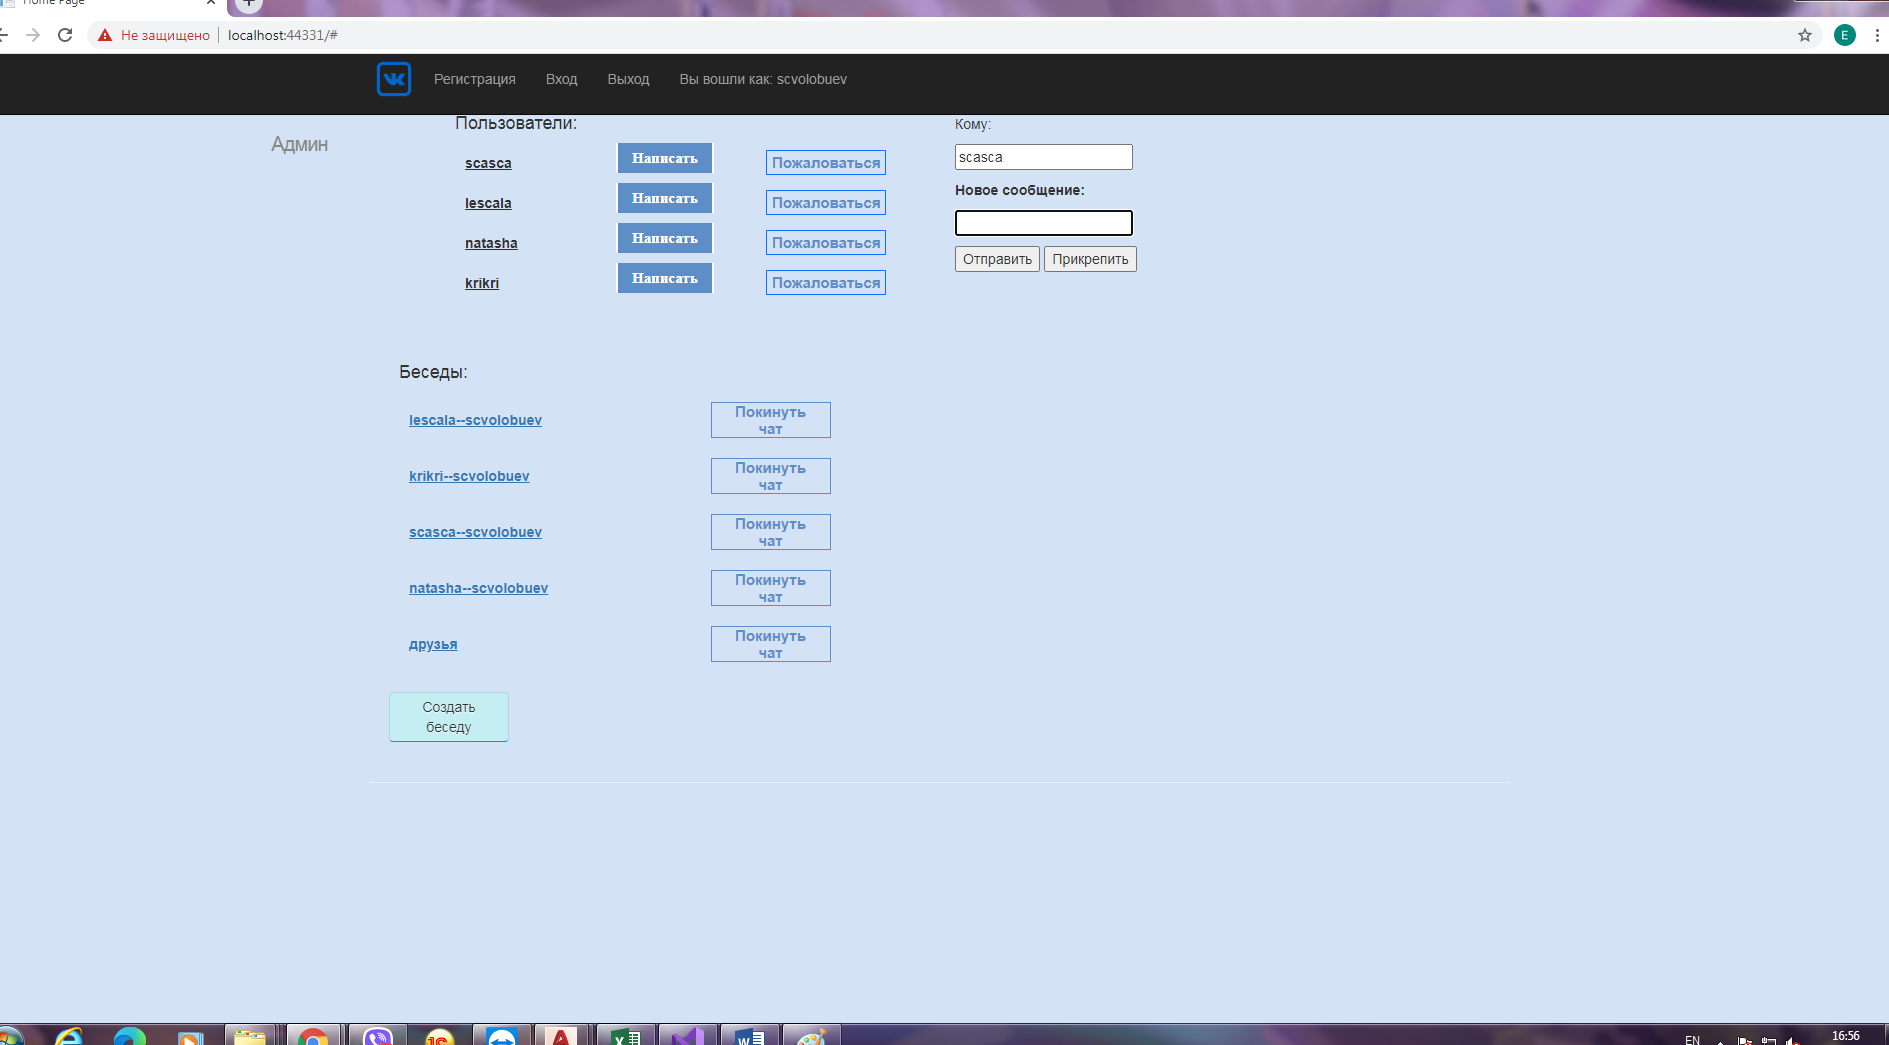 Home Page
Не защищено localhost:44331/#
E
Регистрация Вход Выход Вы вошли как: scvolobuev
Админ
Пользователи:
scasca Написать Пожаловаться
lescala Написать Пожаловаться
natasha Написать Пожаловаться
krikri Написать Пожаловаться
Кому:
scasca
Новое сообщение:
Отправить Прикрепить
Беседы:
lescala--scvolobuev Покинуть
чат
krikri--scvolobuev Покинуть
чат
scasca--scvolobuev Покинуть
чат
natasha--scvolobuev Покинуть
чат
друзья Покинуть
чат
Создать
беседу
EN
16:56